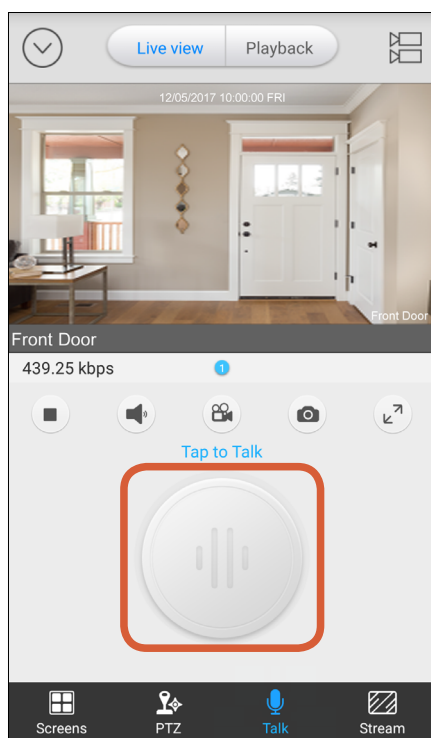 Live view
Playback
12/05/2017 10:00:00 FRI
Front Door
Front Door
439.25 kbps
1
Tap to Talk
Screens
PTZ
Talk
Stream